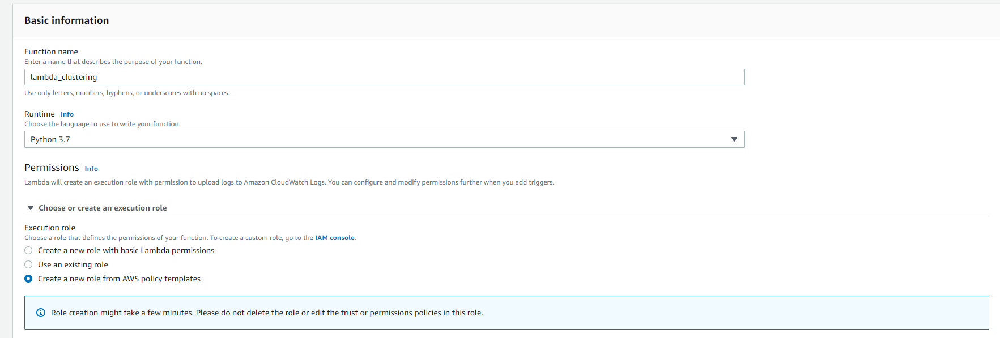 Basic information
Function name
Enter a name that describes the purpose of your function.
lambda_clustering
Use only letters, numbers, hyphens, or underscores with no spaces.
Runtime Info
Choose the language to use to write your function.
Python 3.7
Permissions Info
Lambda will create an execution role with permission to upload logs to Amazon CloudWatch Logs. You can configure and modify permissions further when you add triggers.
Choose or create an execution role
Execution role
Choose a role that defines the permissions of your function. To create a custom role, go to the IAM console.
Create a new role with basic Lambda permissions
Use an existing role
Create a new role from AWS policy templates
Role creation might take a few minutes. Please do not delete the role or edit the trust or permissions policies in this role.